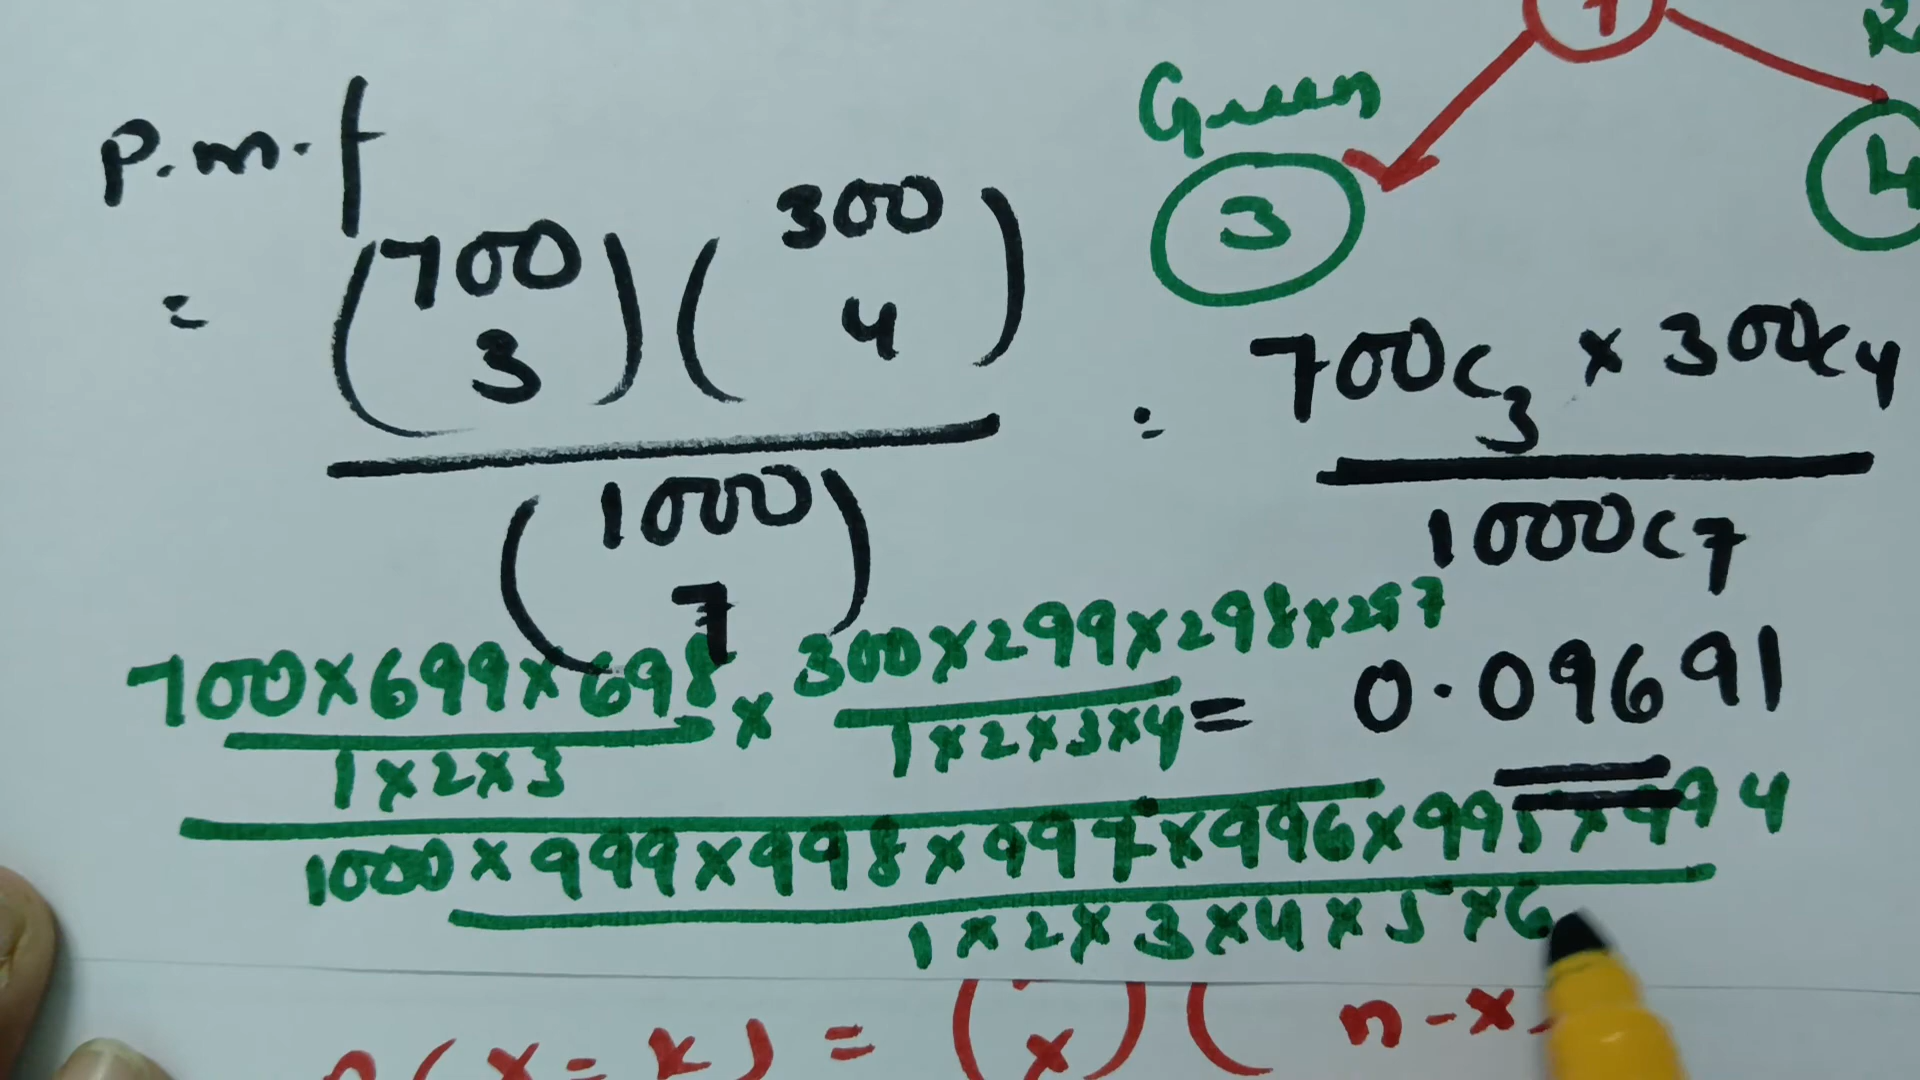 7
Green
3
4
p.m.f
= (700 3) (300 4) / (1000 7) = 700c3 × 300c4 / 1000c7
700×699×698 / 1×2×3 × 300×299×298×297 / 1×2×3×4 = 0.09691
1000×999×998×997×996×995×994
1×2×3×4×5×6
(x = x) = (x) ( n-x